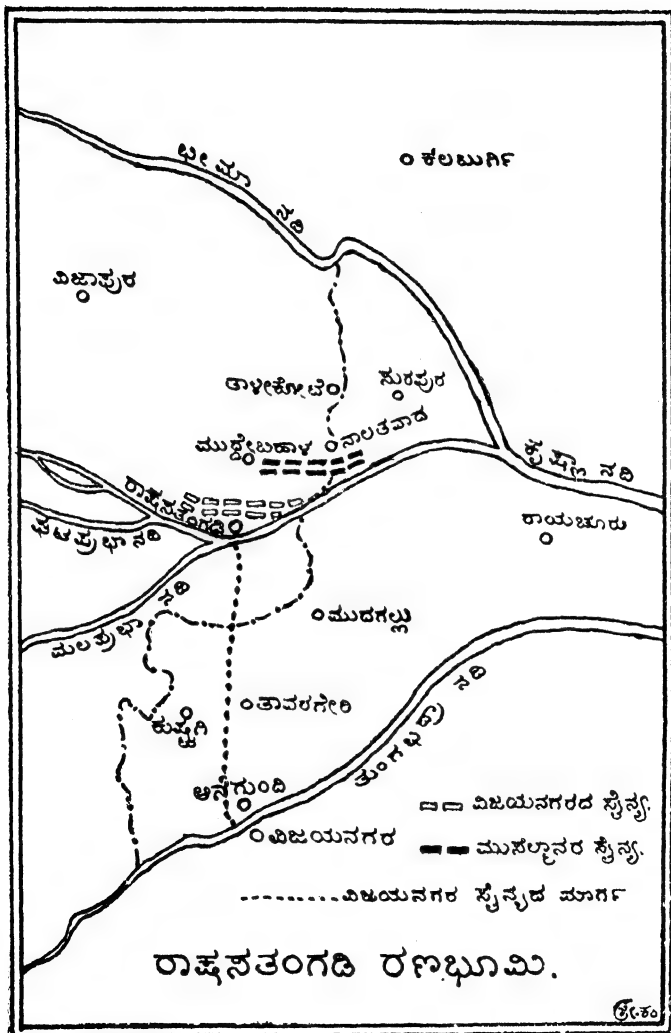 ಭೀಮಾ ನದಿ
ಕಲಬುರ್ಗಿ
ವಿಜಾಪುರ
ತಾಳೀಕೋಟೆ
ಸುರಪುರ
ಮುದ್ದೇಬಹಾಳ
ನಾಲತವಾದ
ಕೃಷ್ಣಾ ನದಿ
ರಾಷಸತಂಗಡಿ
ಘಟಪ್ರಭಾ ನದಿ
ರಾಯಚೂರು
ಮಲಪ್ರಭಾ ನದಿ
ಮುದಗಲ್ಲು
ತಾವರಗೇರಿ
ಕುಷ್ಟಗಿ
ತುಂಗಭದ್ರಾ ನದಿ
ಆನೆಗುಂದಿ
ವಿಜಯನಗರ
ವಿಜಯನಗರದ ಸೈನ್ಯ.
ಮುಸಲ್ಮಾನರ ಸೈನ್ಯ.
ವಿಜಯನಗರ ಸೈನ್ಯದ ಮಾರ್ಗ
ರಾಷಸತಂಗಡಿ ರಣಭೂಮಿ.